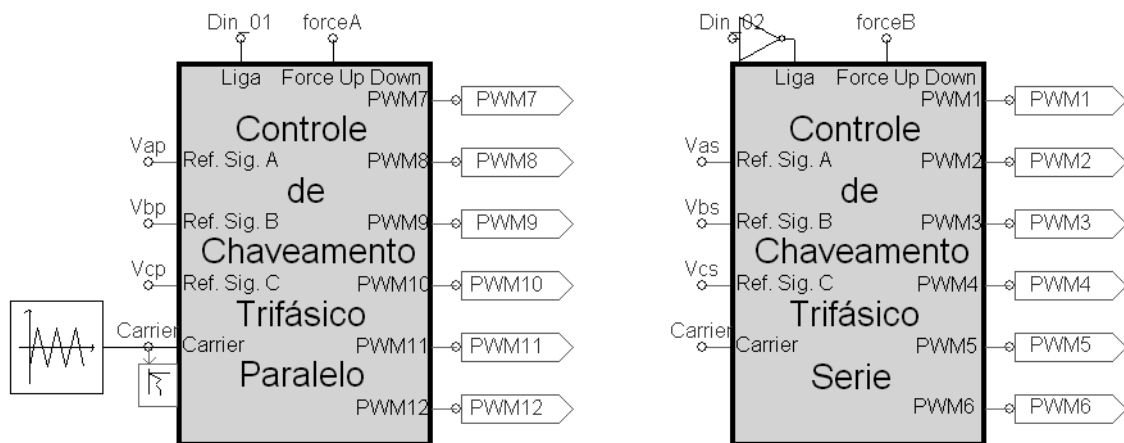 Din_01 forceA
Liga Force Up Down
PWM7 PWM7
Controle
Vap
Ref. Sig. A PWM8 PWM8
de
Vbp
Ref. Sig. B PWM9 PWM9
Chaveamento
Vcp
Ref. Sig. C PWM10 PWM10
Trifásico
Carrier
Carrier PWM11 PWM11
Paralelo
PWM12 PWM12
Din_02 forceB
Liga Force Up Down
PWM1 PWM1
Controle
Vas
Ref. Sig. A PWM2 PWM2
de
Vbs
Ref. Sig. B PWM3 PWM3
Chaveamento
Vcs
Ref. Sig. C PWM4 PWM4
Trifásico
Carrier
Carrier PWM5 PWM5
Serie
PWM6 PWM6